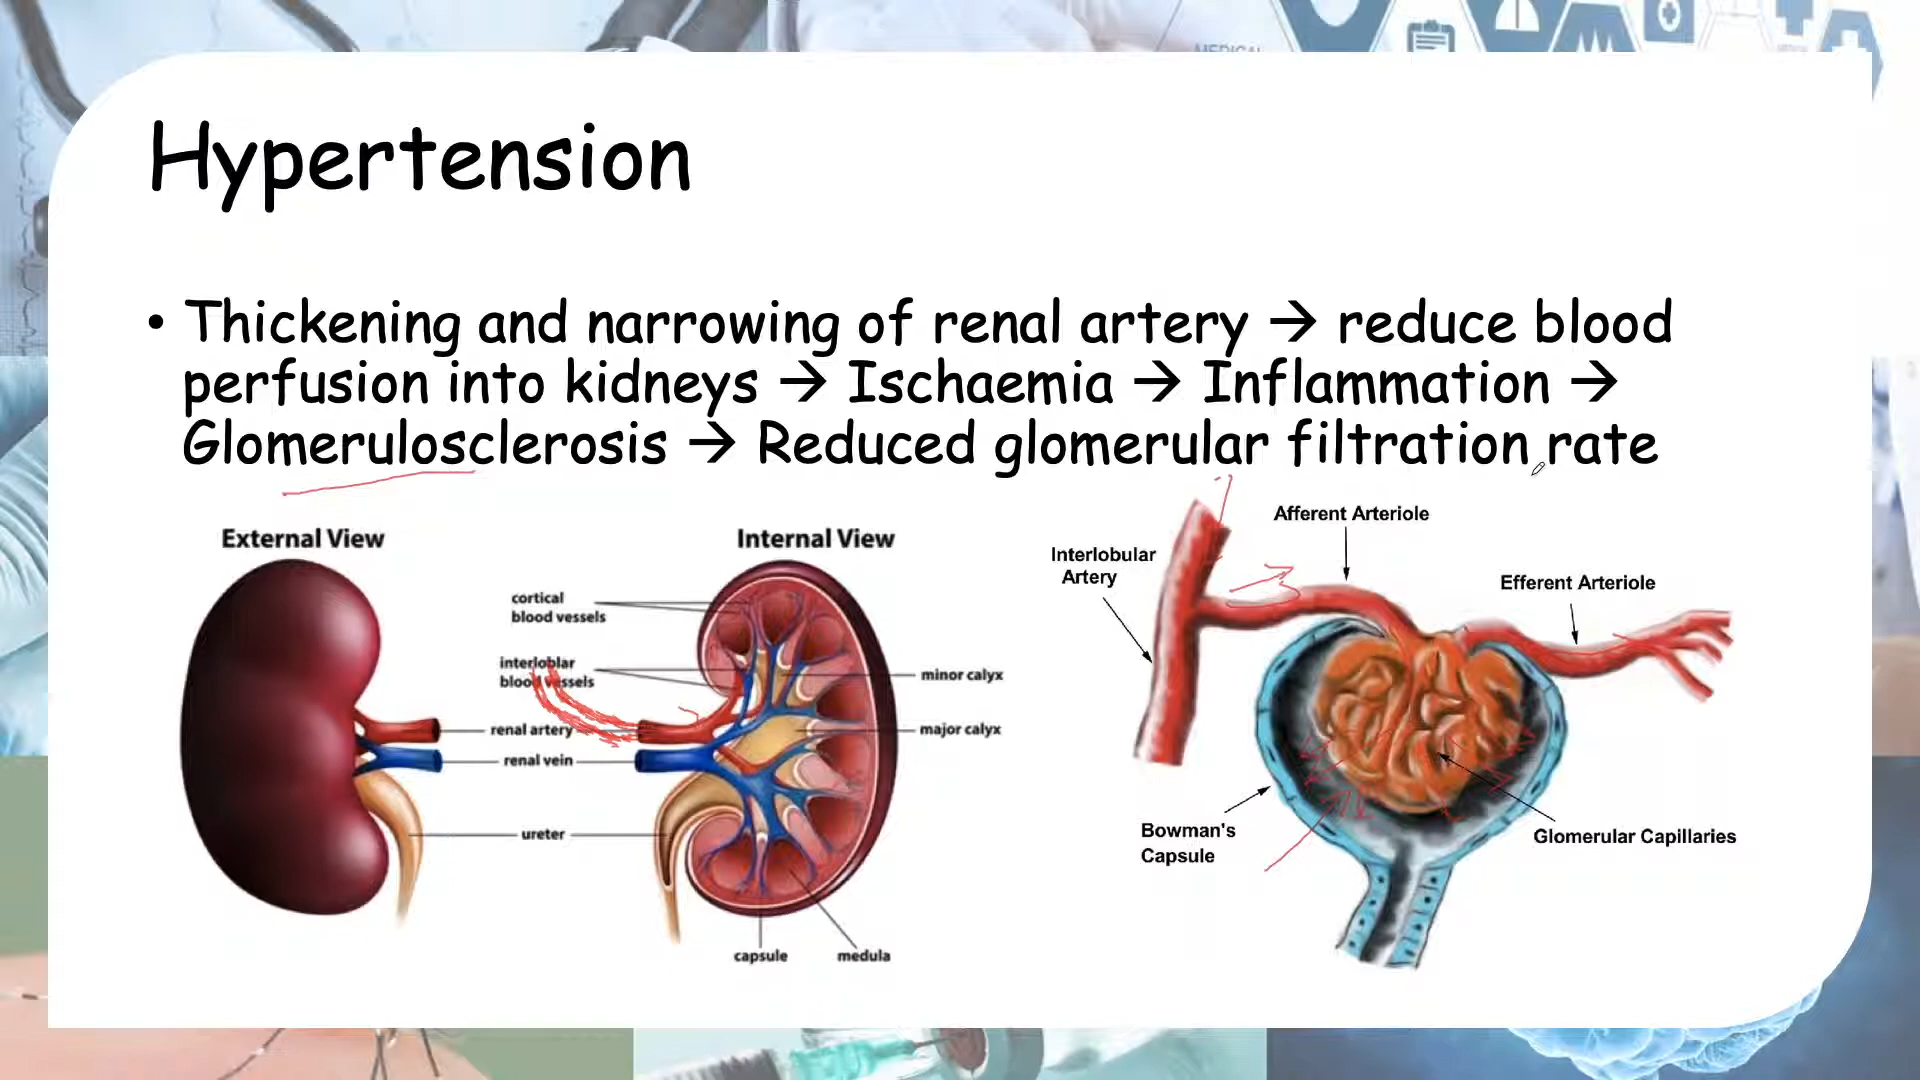 MEDICAL
Hypertension
• Thickening and narrowing of renal artery → reduce blood
perfusion into kidneys → Ischaemia → Inflammation →
Glomerulosclerosis → Reduced glomerular filtration rate
External View
Internal View
cortical
blood vessels
interloblar
blood vessels
renal artery
renal vein
ureter
minor calyx
major calyx
capsule
medula
Afferent Arteriole
Interlobular
Artery
Efferent Arteriole
Bowman's
Capsule
Glomerular Capillaries